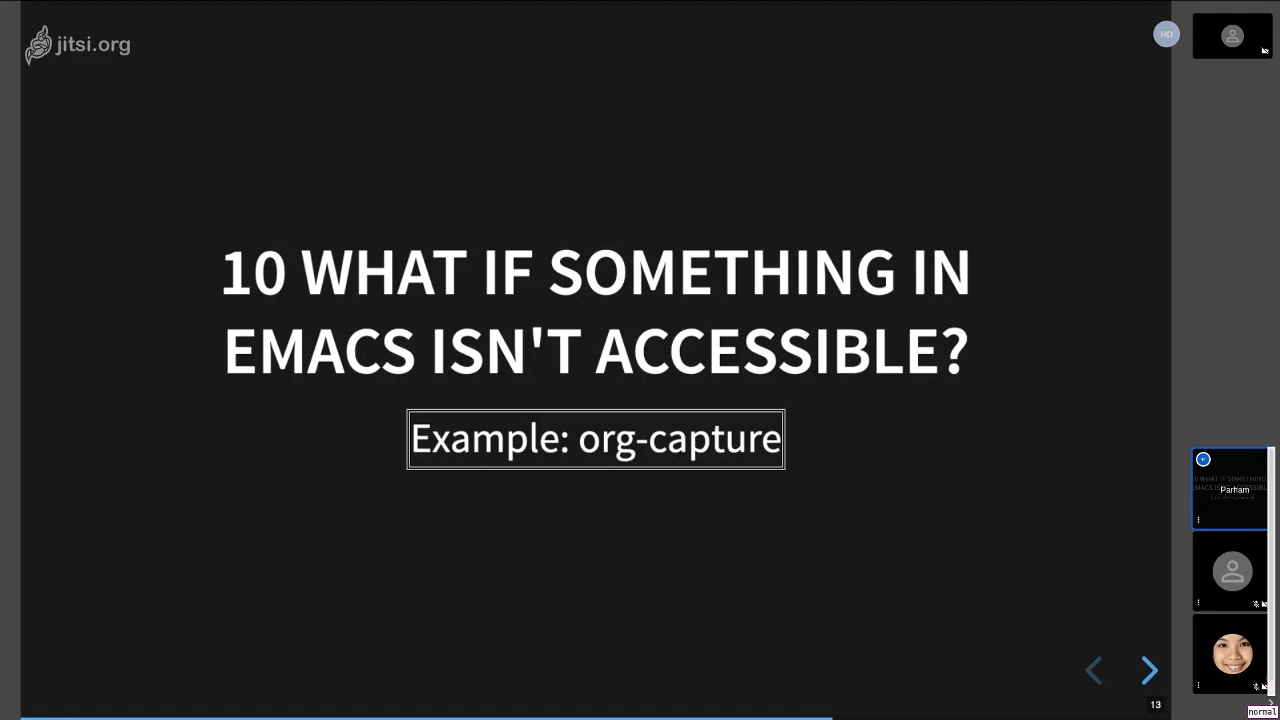 jitsi.org
HD
10 WHAT IF SOMETHING IN
EMACS ISN'T ACCESSIBLE?
Example: org-capture
Parham
13
normal